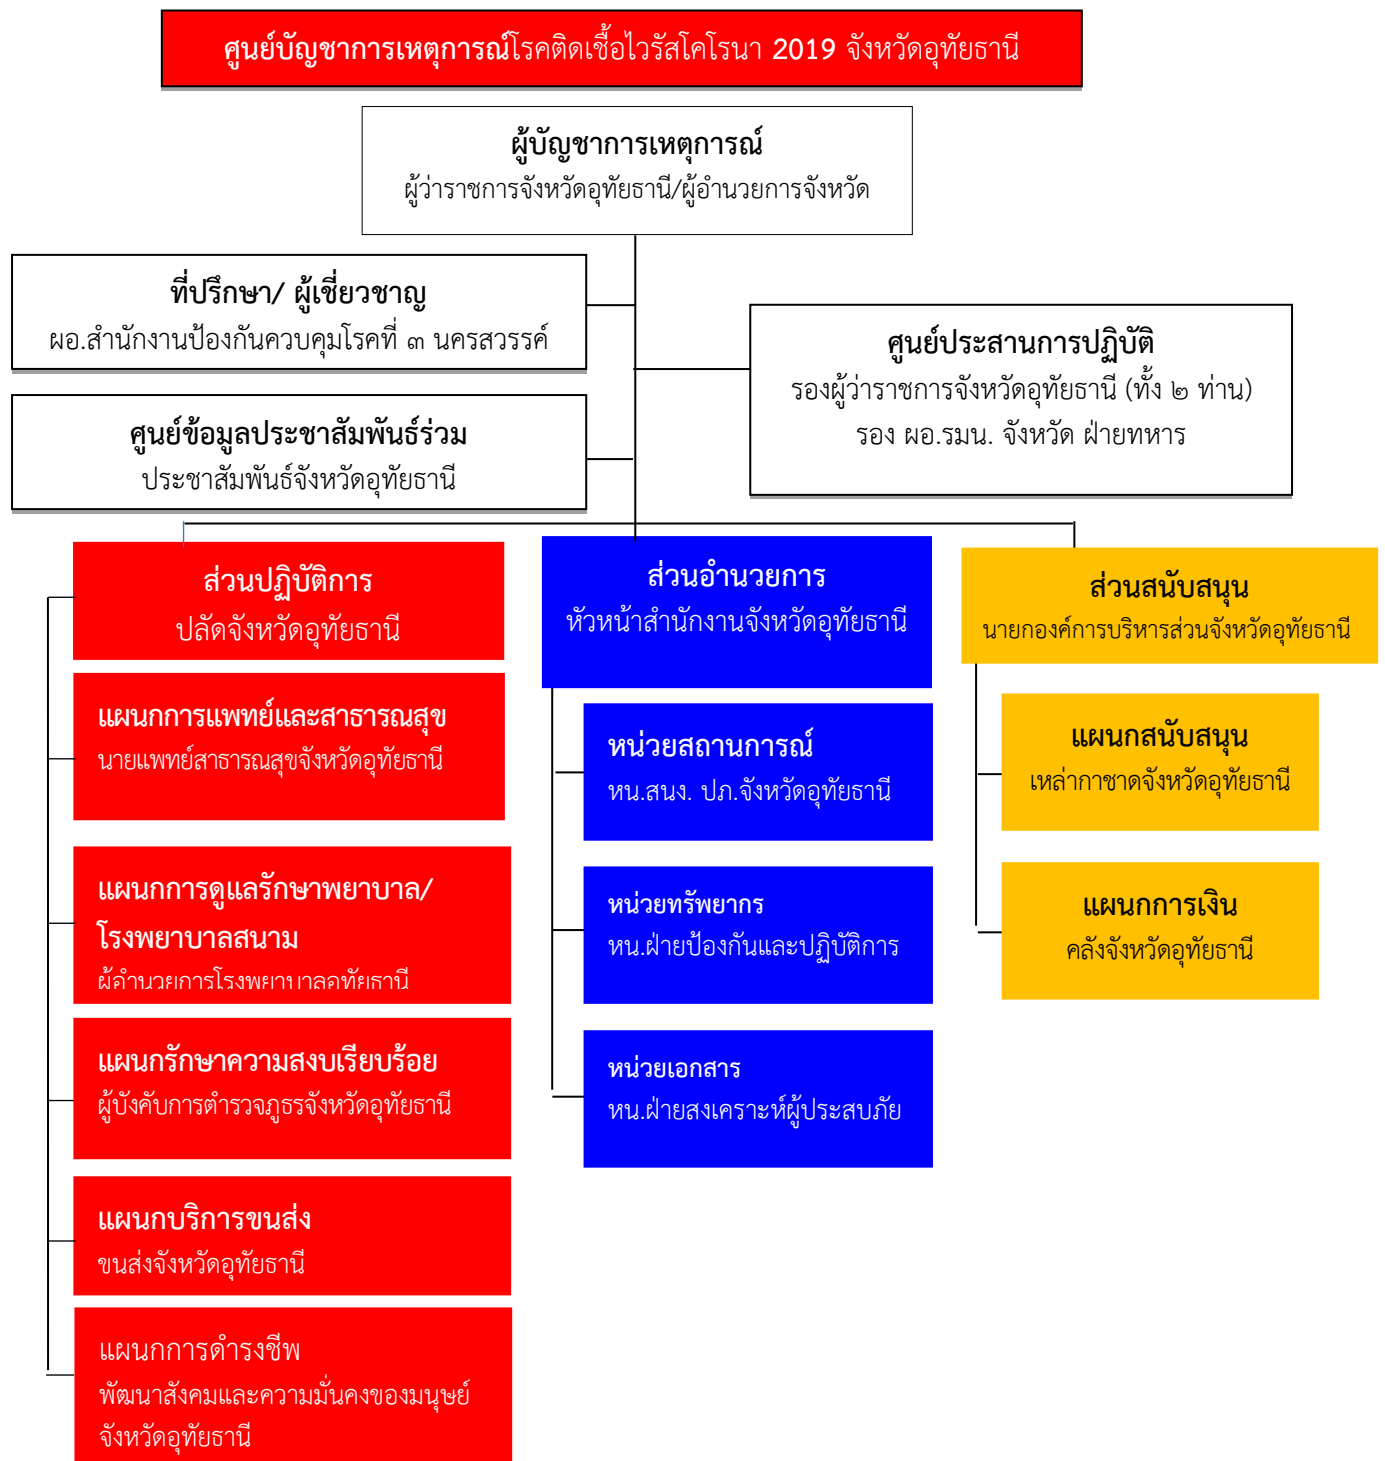 ศูนย์บัญชาการเหตุการณ์โรคติดเชื้อไวรัสโคโรนา 2019 จังหวัดอุทัยธานี
ผู้บัญชาการเหตุการณ์
ผู้ว่าราชการจังหวัดอุทัยธานี/ผู้อำนวยการจังหวัด
ที่ปรึกษา/ ผู้เชี่ยวชาญ
ผอ.สำนักงานป้องกันควบคุมโรคที่ ๓ นครสวรรค์
ศูนย์ประสานการปฏิบัติ
รองผู้ว่าราชการจังหวัดอุทัยธานี (ทั้ง ๒ ท่าน)
รอง ผอ.รมน. จังหวัด ฝ่ายทหาร
ศูนย์ข้อมูลประชาสัมพันธ์ร่วม
ประชาสัมพันธ์จังหวัดอุทัยธานี
ส่วนปฏิบัติการ
ปลัดจังหวัดอุทัยธานี
แผนกการแพทย์และสาธารณสุข
นายแพทย์สาธารณสุขจังหวัดอุทัยธานี
แผนกการดูแลรักษาพยาบาล/
โรงพยาบาลสนาม
ผู้อำนวยการโรงพยาบาลอุทัยธานี
แผนกรักษาความสงบเรียบร้อย
ผู้บังคับการตำรวจภูธรจังหวัดอุทัยธานี
แผนกบริการขนส่ง
ขนส่งจังหวัดอุทัยธานี
แผนกการดำรงชีพ
พัฒนาสังคมและความมั่นคงของมนุษย์
จังหวัดอุทัยธานี
ส่วนอำนวยการ
หัวหน้าสำนักงานจังหวัดอุทัยธานี
หน่วยสถานการณ์
หน.สนง. ปภ.จังหวัดอุทัยธานี
หน่วยทรัพยากร
หน.ฝ่ายป้องกันและปฏิบัติการ
หน่วยเอกสาร
หน.ฝ่ายสงเคราะห์ผู้ประสบภัย
ส่วนสนับสนุน
นายกองค์การบริหารส่วนจังหวัดอุทัยธานี
แผนกสนับสนุน
เหล่ากาชาดจังหวัดอุทัยธานี
แผนกการเงิน
คลังจังหวัดอุทัยธานี